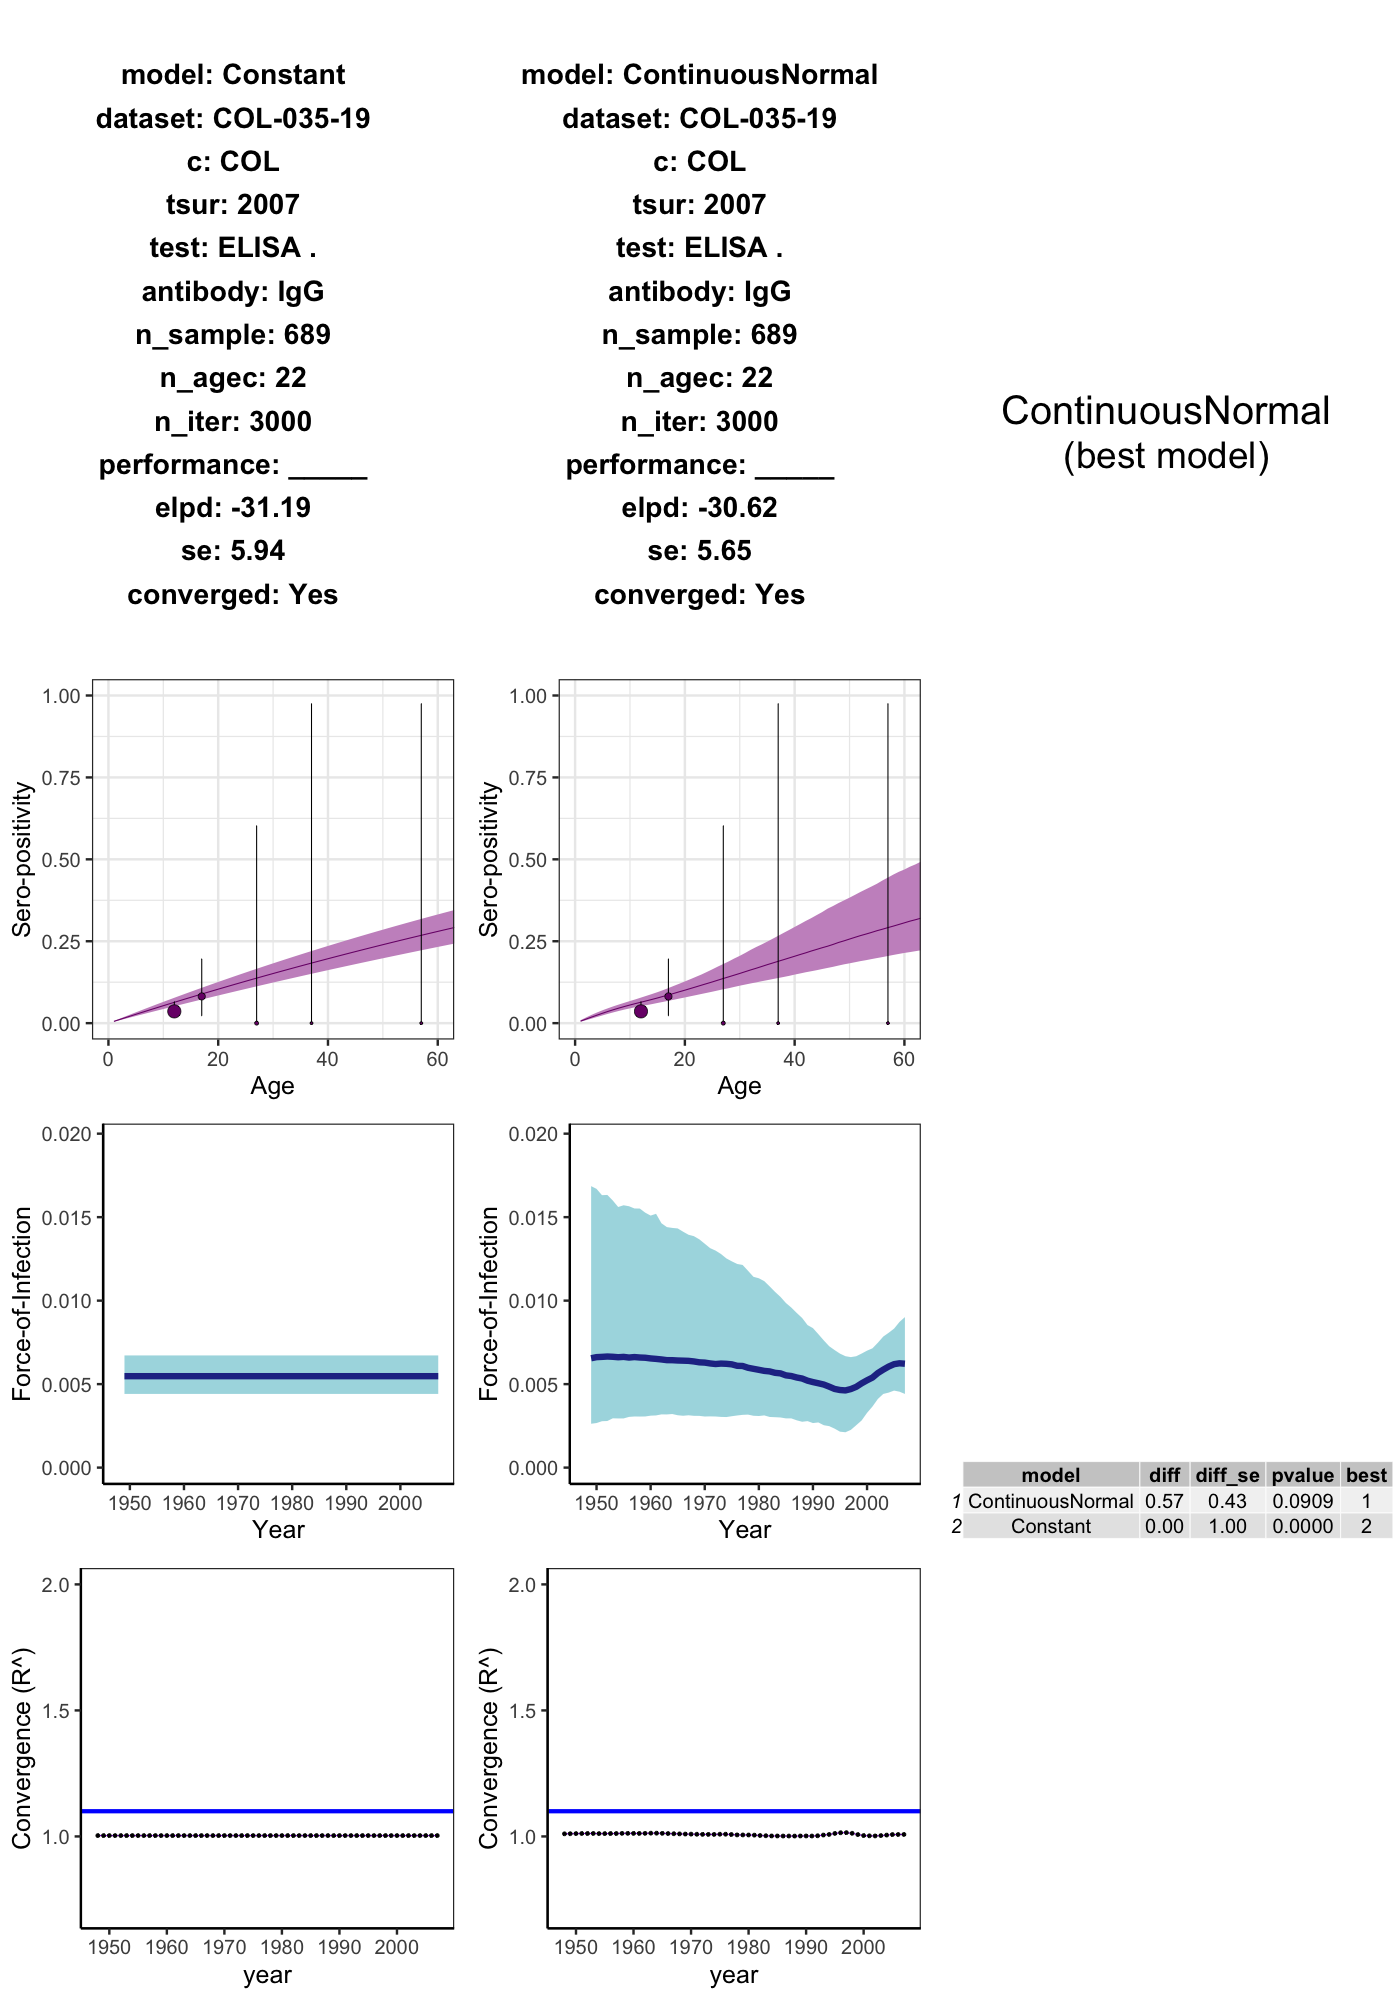 model: Constant
dataset: COL-035-19
c: COL
tsur: 2007
test: ELISA .
antibody: IgG
n_sample: 689
n_agec: 22
n_iter: 3000
performance: _____
elpd: -31.19
se: 5.94
converged: Yes
model: ContinuousNormal
dataset: COL-035-19
c: COL
tsur: 2007
test: ELISA .
antibody: IgG
n_sample: 689
n_agec: 22
n_iter: 3000
performance: _____
elpd: -30.62
se: 5.65
converged: Yes
ContinuousNormal
(best model)
Sero-positivity
1.00
0.75
0.50
0.25
0.00
0 20 40 60
Age
Sero-positivity
1.00
0.75
0.50
0.25
0.00
0 20 40 60
Age
Force-of-Infection
0.020
0.015
0.010
0.005
0.000
1950 1960 1970 1980 1990 2000
Year
Force-of-Infection
0.020
0.015
0.010
0.005
0.000
1950 1960 1970 1980 1990 2000
Year
model diff diff_se pvalue best
1 ContinuousNormal 0.57 0.43 0.0909 1
2 Constant 0.00 1.00 0.0000 2
Convergence (R^)
2.0
1.5
1.0
1950 1960 1970 1980 1990 2000
year
Convergence (R^)
2.0
1.5
1.0
1950 1960 1970 1980 1990 2000
year